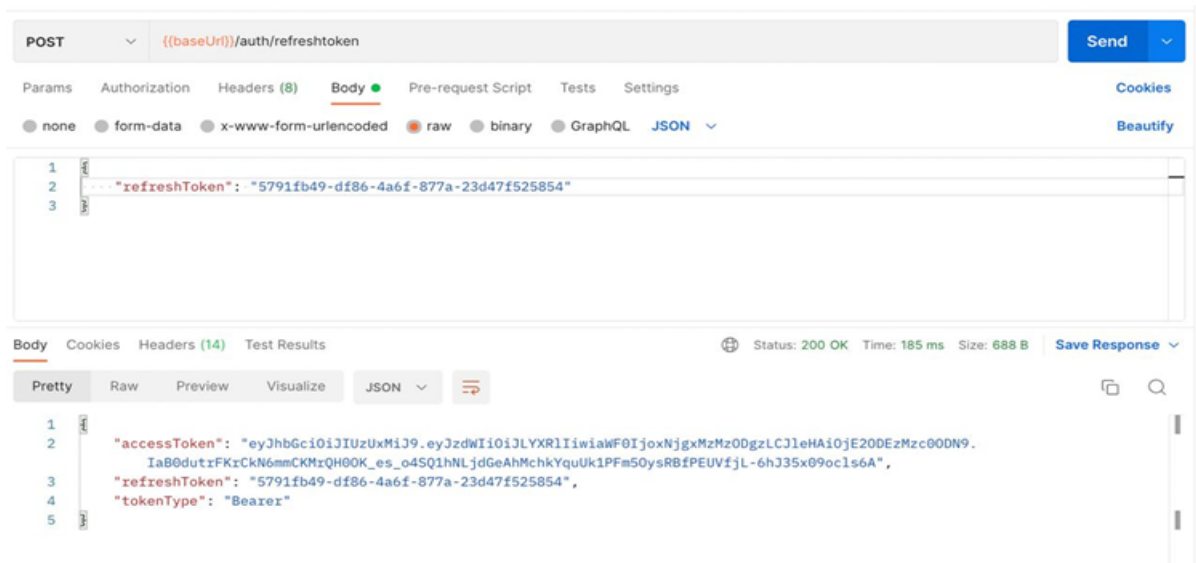 POST {{baseUrl}}/auth/refreshtoken Send
Params Authorization Headers (8) Body Pre-request Script Tests Settings Cookies
none form-data x-www-form-urlencoded raw binary GraphQL JSON Beautify
1 {
2 "refreshToken": "5791fb49-df86-4a6f-877a-23d47f525854"
3 }
Body Cookies Headers (14) Test Results Status: 200 OK Time: 185 ms Size: 688 B Save Response
Pretty Raw Preview Visualize JSON
1 {
2 "accessToken": "eyJhbGciOiJIUzUxMiJ9.eyJzdWIiOiJLYXRlIiwiaWF0IjoxNjgxMzMzODgzLCJleHAiOjE2ODEzMzc0ODN9.
IaB0dutrFKrCkN6mmCKMrQH0OK_es_o4SQ1hNLjdGeAhMchkYquUk1PFm5OysRBfPEUVfjL-6hJ35x09ocls6A",
3 "refreshToken": "5791fb49-df86-4a6f-877a-23d47f525854",
4 "tokenType": "Bearer"
5 }